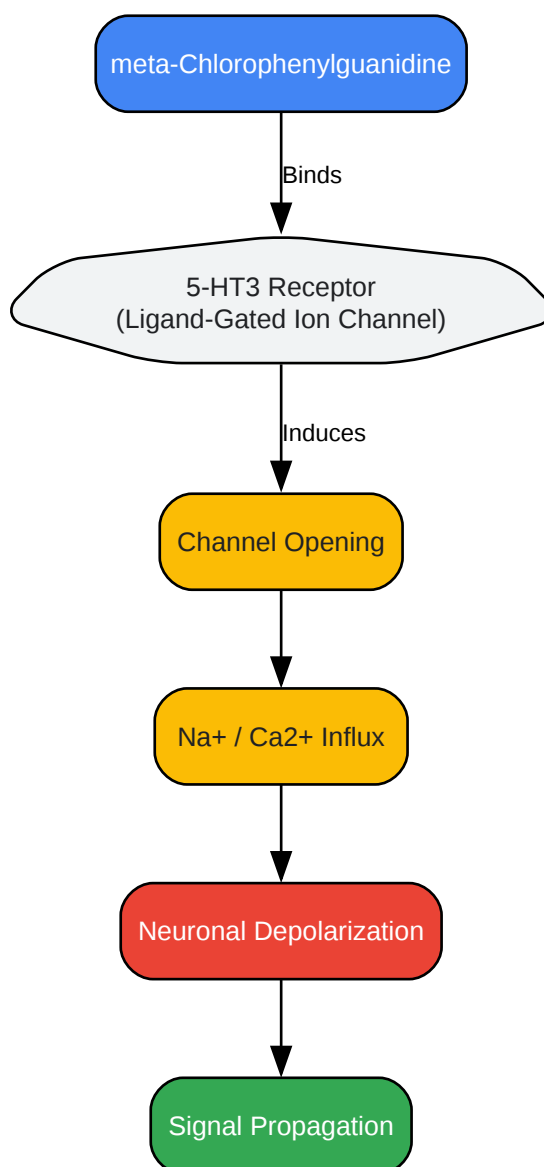 meta-Chlorophenylguanidine
Binds
5-HT3 Receptor
(Ligand-Gated Ion Channel)
Induces
Channel Opening
Na+ / Ca2+ Influx
Neuronal Depolarization
Signal Propagation